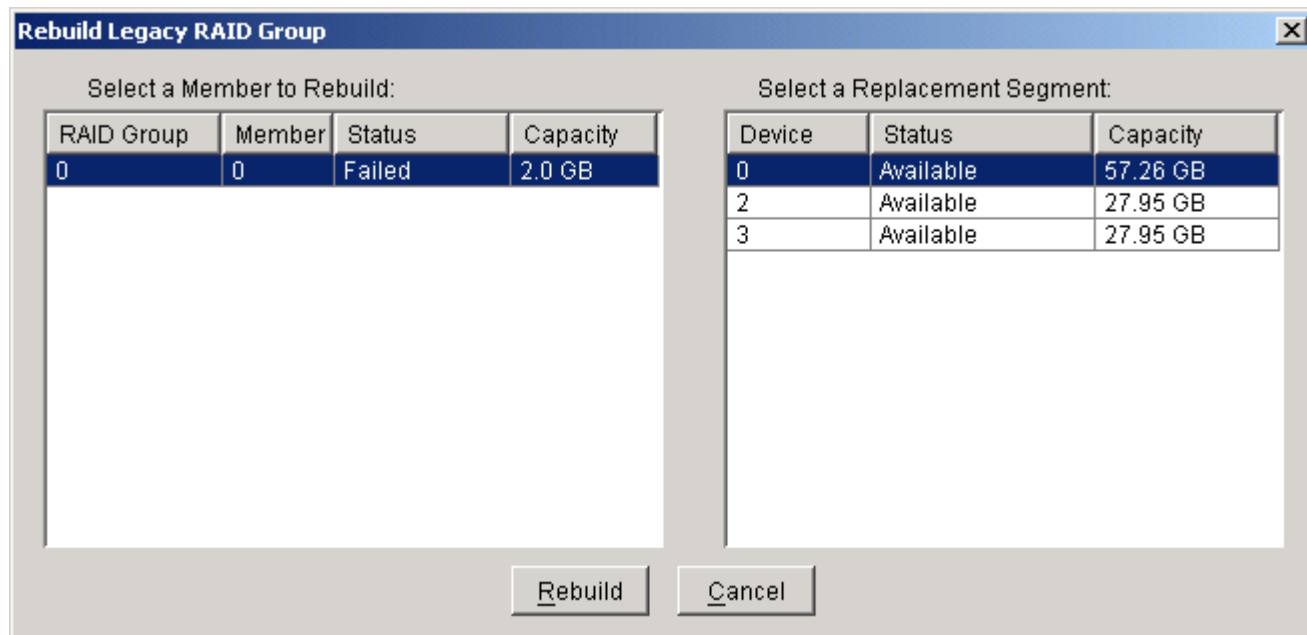 Rebuild Legacy RAID Group
Select a Member to Rebuild:
RAID Group Member Status Capacity
0 0 Failed 2.0 GB
Select a Replacement Segment:
Device Status Capacity
0 Available 57.26 GB
2 Available 27.95 GB
3 Available 27.95 GB
Rebuild Cancel